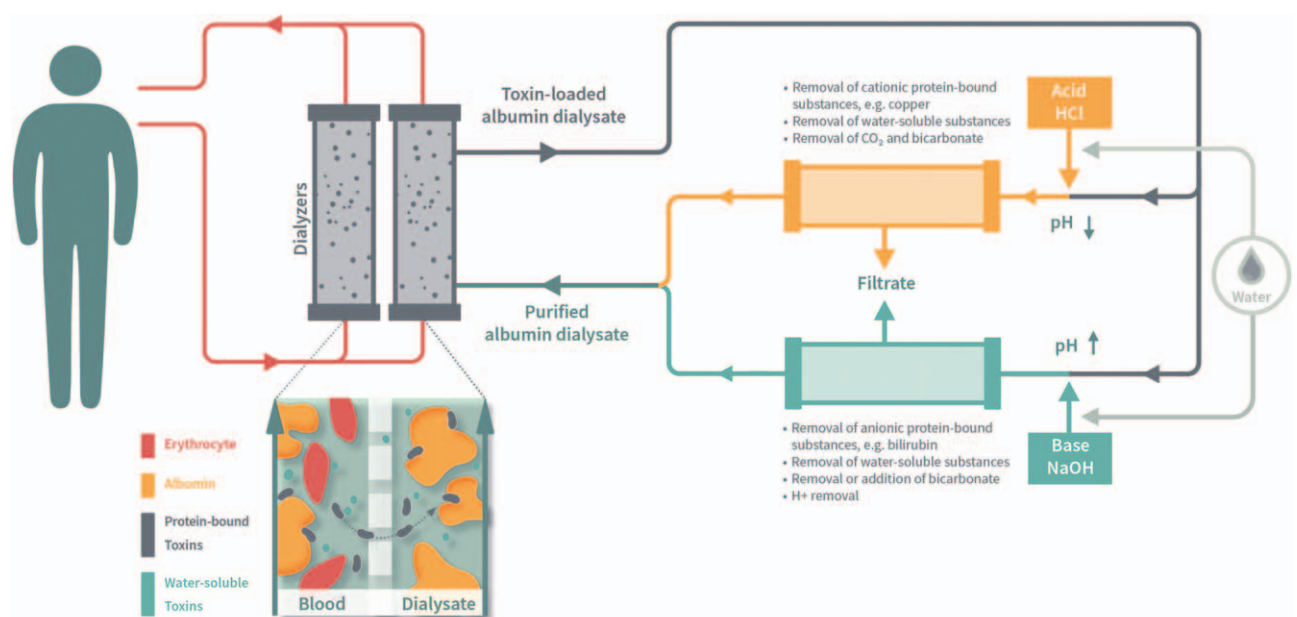 Toxin-loaded
albumin dialysate
Dialyzers
Purified
albumin dialysate
• Removal of cationic protein-bound
substances, e.g. copper
• Removal of water-soluble substances
• Removal of CO₂ and bicarbonate
Acid
HCl
pH ↓
Filtrate
Water
pH ↑
• Removal of anionic protein-bound
substances, e.g. bilirubin
• Removal of water-soluble substances
• Removal or addition of bicarbonate
• H+ removal
Base
NaOH
Erythrocyte
Albumin
Protein-bound
Toxins
Water-soluble
Toxins
Blood
Dialysate